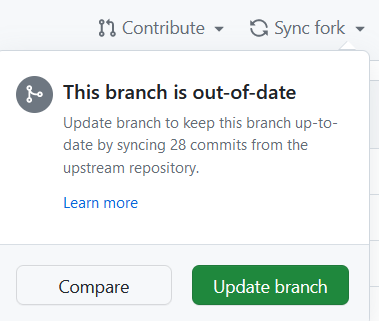 Contribute Sync fork
This branch is out-of-date
Update branch to keep this branch up-to-
date by syncing 28 commits from the
upstream repository.
Learn more
Compare Update branch